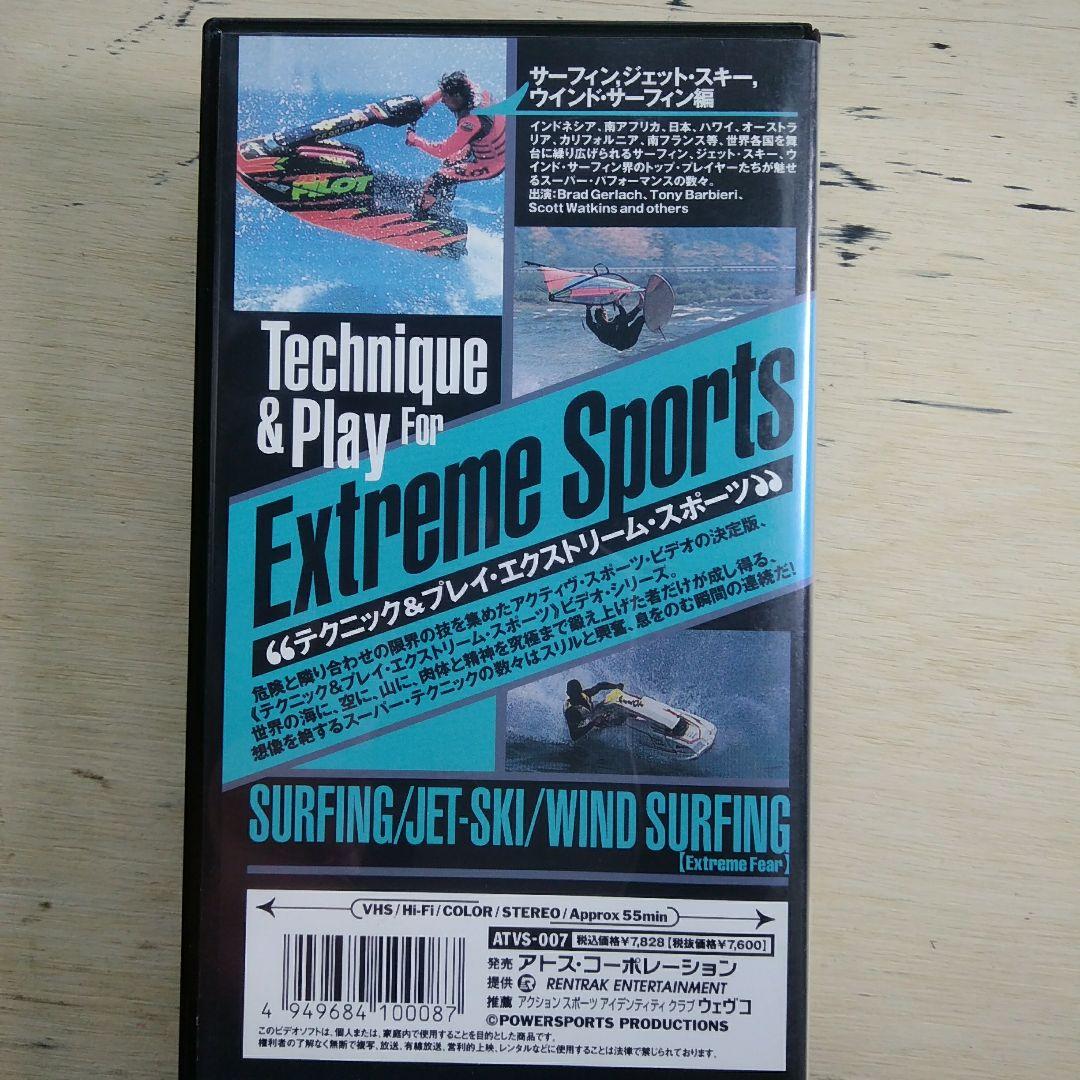 サーフィン,ジェット・スキー,
ウインド・サーフィン編
インドネシア、南アフリカ、日本、ハワイ、オーストラ
リア、カリフォルニア、南フランス等、世界各国を舞
台に繰り広げられるサーフィン、ジェット・スキー、ウ
インド・サーフィン界のトップ・プレイヤーたちが魅せ
るスーパー・パフォーマンスの数々。
出演:Brad Gerlach、Tony Barbieri、
Scott Watkins and others
PILOT
Technique
& Play For
Extreme Sports
“テクニック&プレイ・エクストリーム・スポーツ”
危険と隣り合わせの限界の技を集めたアクティヴ・スポーツ・ビデオの決定版、
《テクニック&プレイ・エクストリーム・スポーツ》ビデオ・シリーズ。
世界の海に、空に、山に、肉体と精神を究極まで鍛え上げた者だけが成し得る、
想像を絶するスーパー・テクニックの数々はスリルと興奮、息をのむ瞬間の連続だ!
SURFING/JET-SKI/WIND SURFING
【Extreme Fear】
VHS/Hi-Fi/COLOR/STEREO/Approx 55min
ATVS-007 税込価格¥7,828【税抜価格¥7,600】
発売 アトス・コーポレーション
提供 RENTRAK ENTERTAINMENT
推薦 アクション スポーツ アイデンティティ クラブ ウェヴコ
©POWERSPORTS PRODUCTIONS
4 949684 100087
このビデオソフトは、個人または、家庭内で使用することを目的とした商品です。
権利者の了解なく無断で複写、放送、有線放送、営利的上映、レンタルなどに使用することは法律で禁じられております。